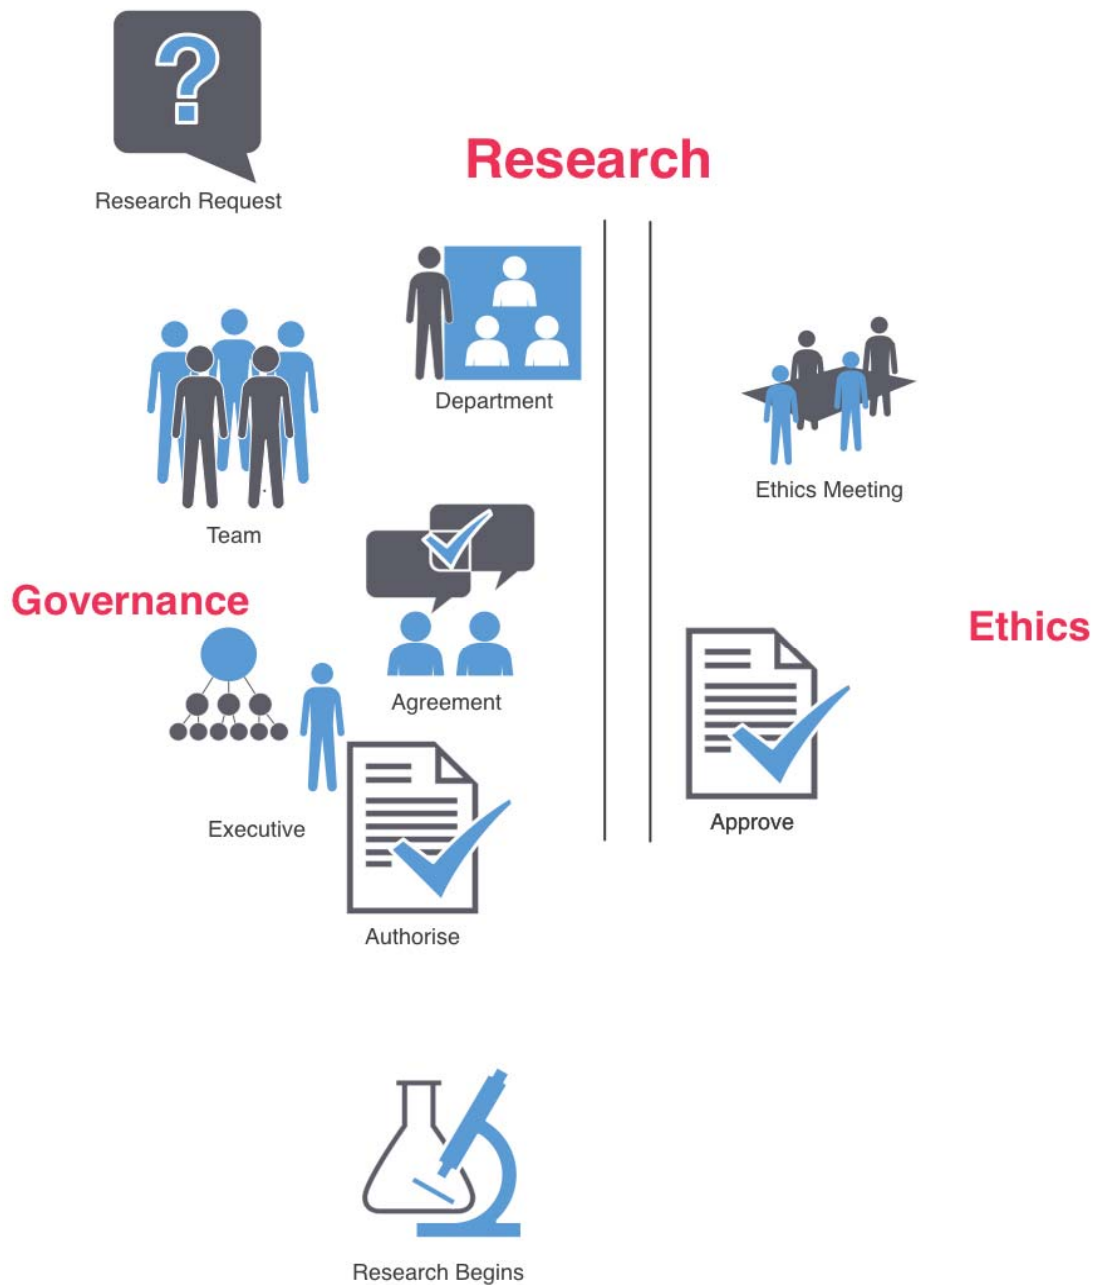 ?
Research Request
Research
Department
Team
Ethics Meeting
Governance
Ethics
Agreement
Executive
Approve
Authorise
Research Begins